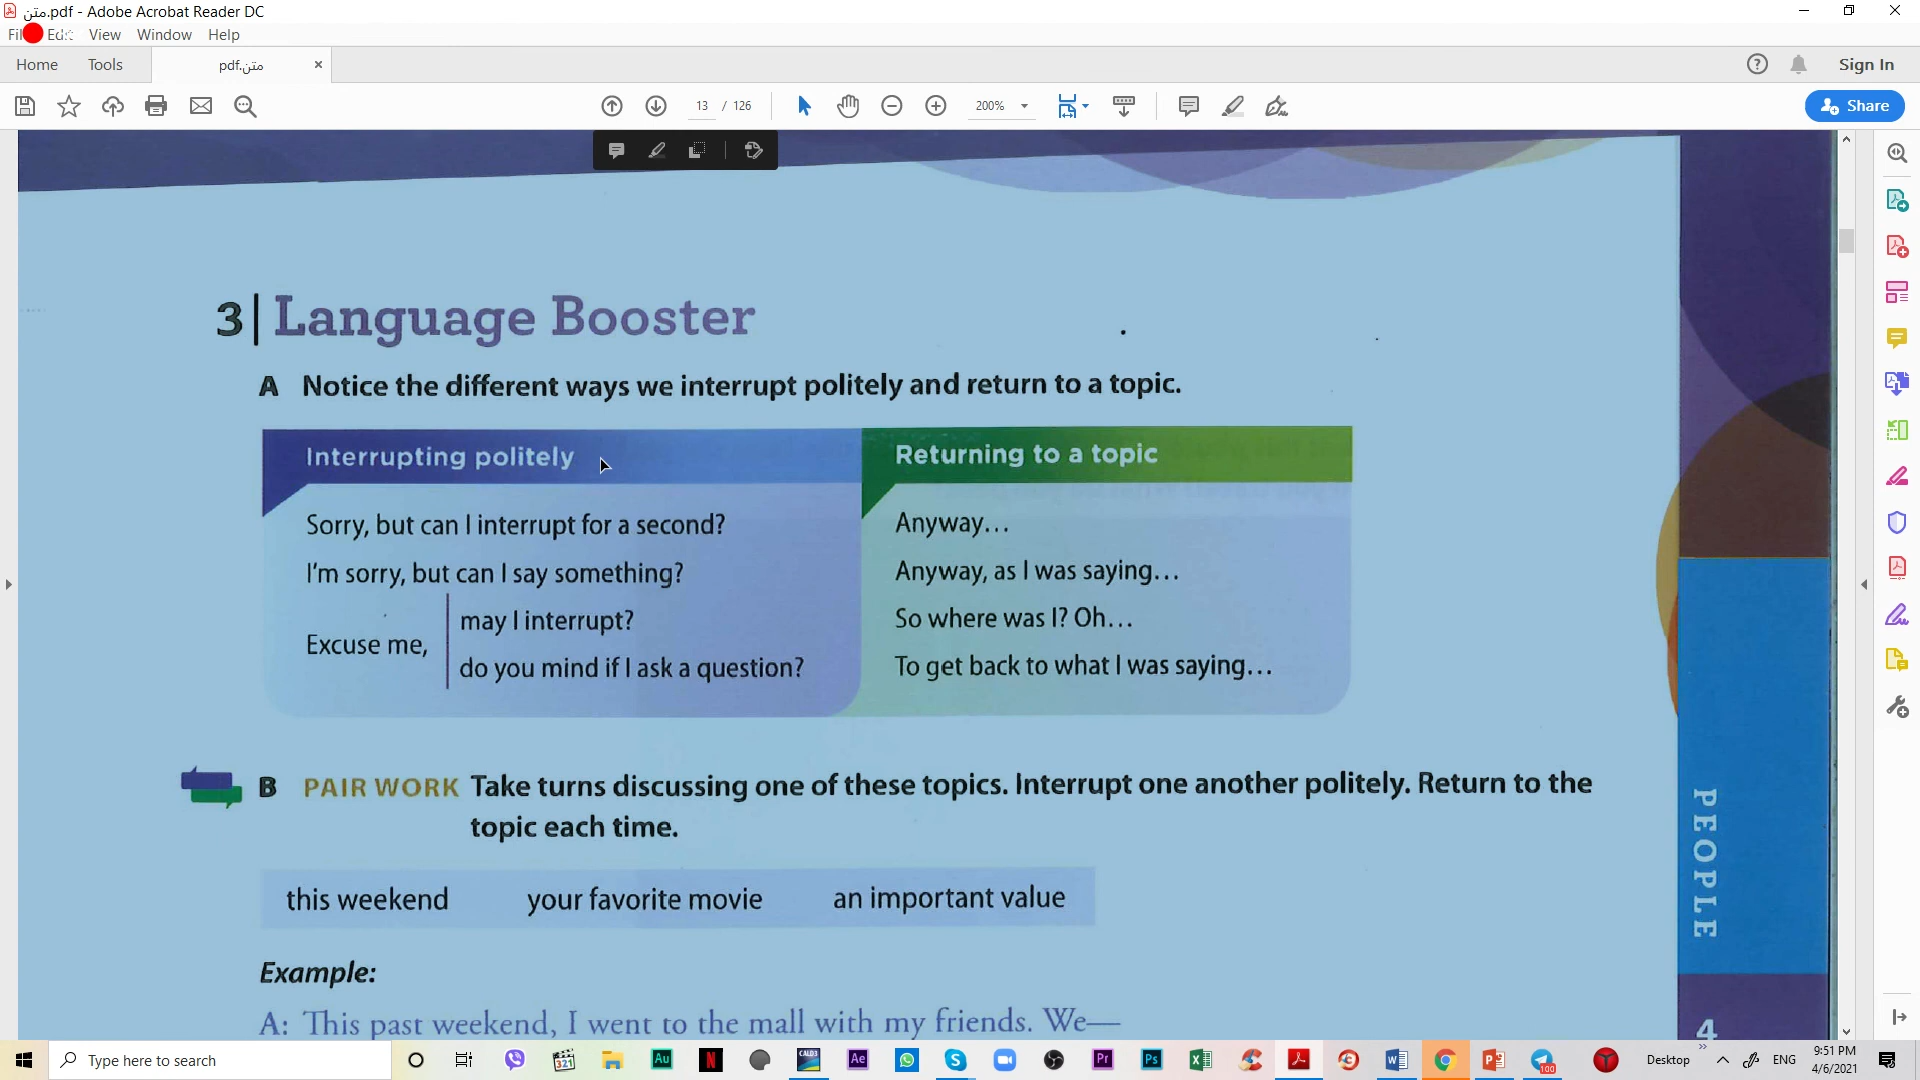 متن.pdf - Adobe Acrobat Reader DC
View Window Help
Home Tools متن.pdf Sign In
13 / 126 200% Share
3 Language Booster
A Notice the different ways we interrupt politely and return to a topic.
Interrupting politely
Sorry, but can I interrupt for a second?
I'm sorry, but can I say something?
Excuse me,
may I interrupt?
do you mind if I ask a question?
Returning to a topic
Anyway...
Anyway, as I was saying...
So where was I? Oh...
To get back to what I was saying...
B PAIR WORK Take turns discussing one of these topics. Interrupt one another politely. Return to the
topic each time.
this weekend your favorite movie an important value
Example:
A: This past weekend, I went to the mall with my friends. We—
PEOPLE
4
Type here to search
Desktop ENG 9:51 PM
4/6/2021